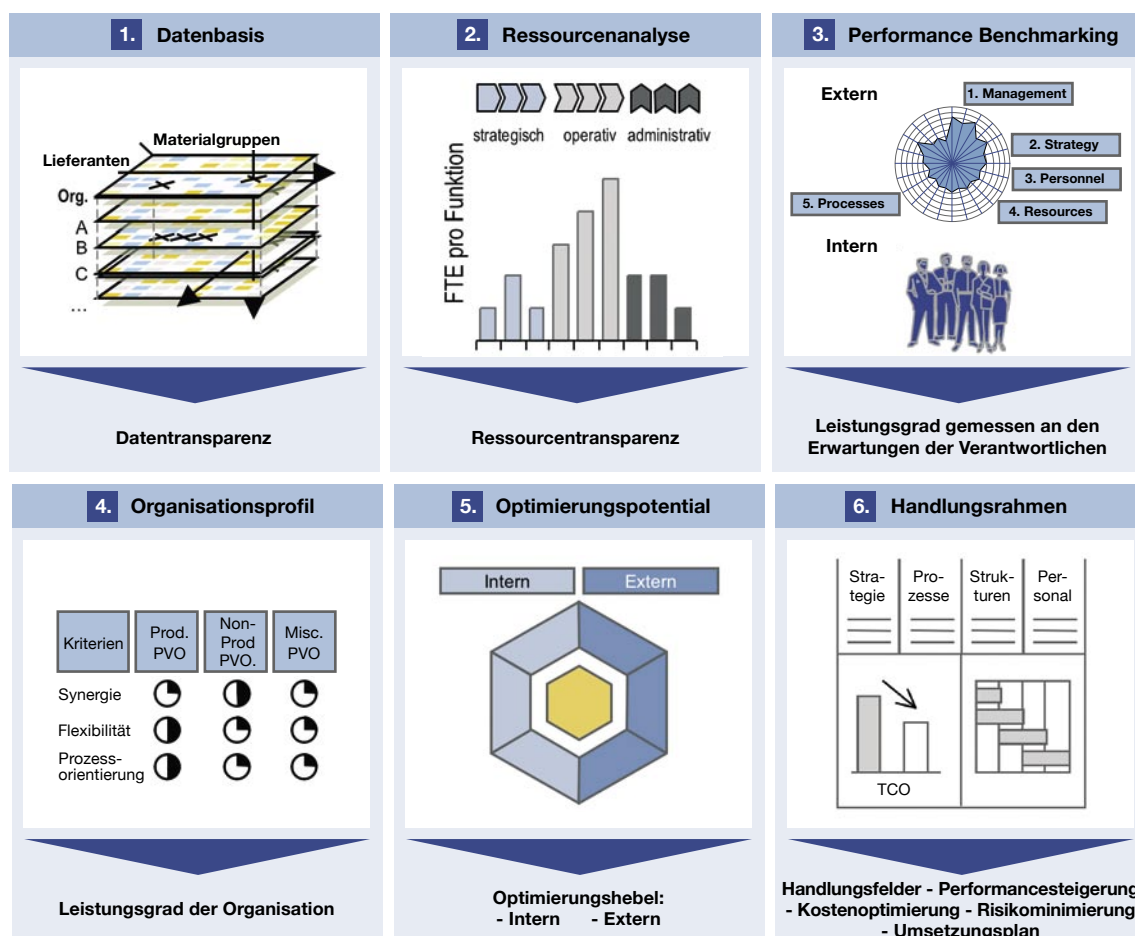 1. Datenbasis
Materialgruppen
Lieferanten
Org.
A
B
C
...
Datentransparenz
2. Ressourcenanalyse
strategisch operativ administrativ
FTE pro Funktion
Ressourcentransparenz
3. Performance Benchmarking
Extern
1. Management
2. Strategy
3. Personnel
5. Processes
4. Resources
Intern
Leistungsgrad gemessen an den
Erwartungen der Verantwortlichen
4. Organisationsprofil
Kriterien
Prod.
PVO
Non-
Prod
PVO.
Misc.
PVO
Synergie
Flexibilität
Prozess-
orientierung
Leistungsgrad der Organisation
5. Optimierungspotential
Intern Extern
Optimierungshebel:
- Intern - Extern
6. Handlungsrahmen
Stra-
tegie
Pro-
zesse
Struk-
turen
Per-
sonal
TCO
Handlungsfelder - Performancesteigerung
- Kostenoptimierung - Risikominimierung
- Umsetzungsplan